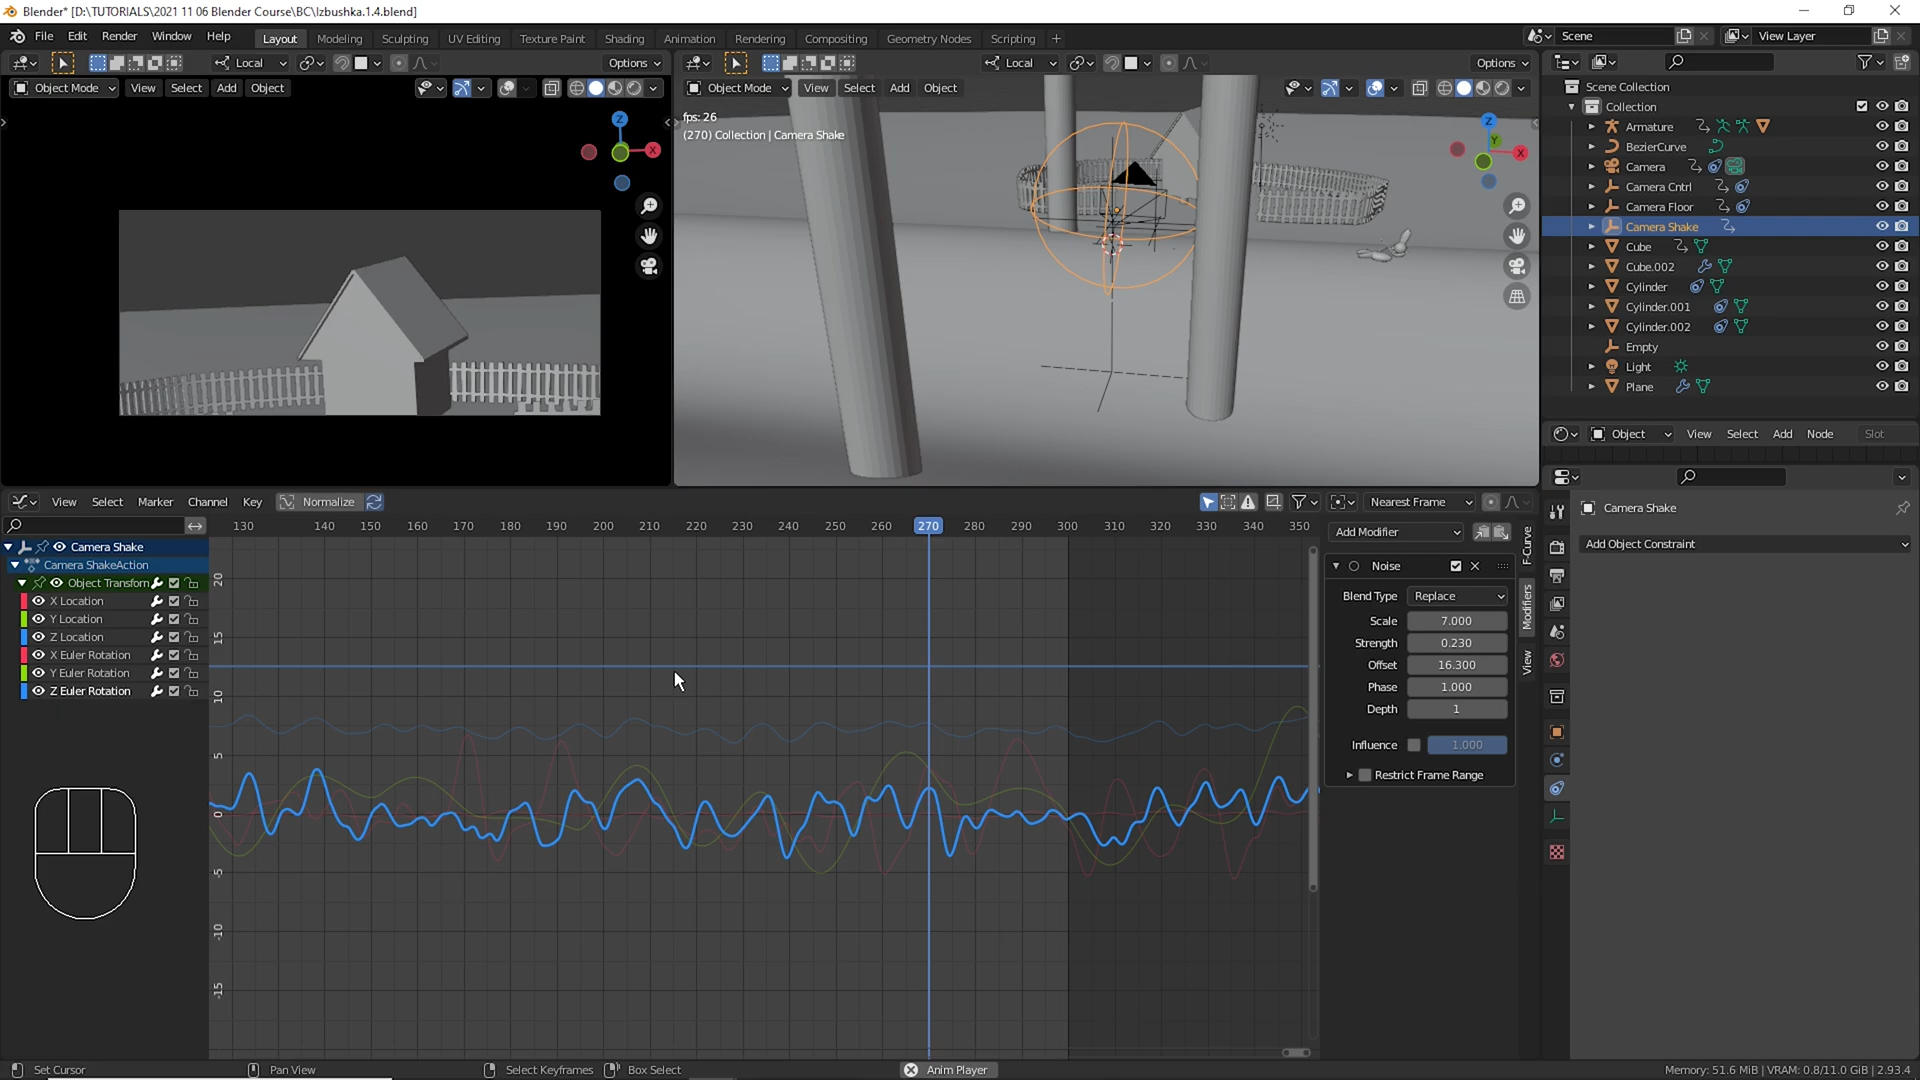 Blender* [D:\TUTORIALS\2021 11 06 Blender Course\BC\Izbushka.1.4.blend]
File Edit Render Window Help Layout Modeling Sculpting UV Editing Texture Paint Shading Animation Rendering Compositing Geometry Nodes Scripting + Scene View Layer
Local Options Local Options
Object Mode View Select Add Object Object Mode View Select Add Object
fps: 26
(270) Collection | Camera Shake
Z
X
Z
Y
X
Scene Collection
Collection
Armature
BezierCurve
Camera
Camera Cntrl
Camera Floor
Camera Shake
Cube
Cube.002
Cylinder
Cylinder.001
Cylinder.002
Empty
Light
Plane
Object View Select Add Node Slot
Camera Shake
Add Object Constraint
View Select Marker Channel Key Normalize Nearest Frame
130 140 150 160 170 180 190 200 210 220 230 240 250 260 270 280 290 300 310 320 330 340 350
Camera Shake
Camera ShakeAction
Object Transform
X Location
Y Location
Z Location
X Euler Rotation
Y Euler Rotation
Z Euler Rotation
20
15
10
5
0
-5
-10
-15
Add Modifier
Noise
Blend Type Replace
Scale 7.000
Strength 0.230
Offset 16.300
Phase 1.000
Depth 1
Influence 1.000
Restrict Frame Range
F-Curve
Modifiers
View
Set Cursor Pan View Select Keyframes Box Select Anim Player Memory: 51.6 MiB | VRAM: 0.8/11.0 GiB | 2.93.4